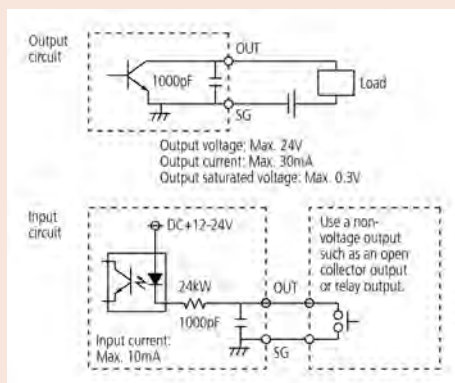 Output
circuit
OUT
1000pF
Load
SG
Output voltage: Max. 24V
Output current: Max. 30mA
Output saturated voltage: Max. 0.3V
Input
circuit
DC+12-24V
Use a non-
voltage output
such as an open
collector output
or relay output.
24kW
OUT
1000pF
Input current:
Max. 10mA
SG